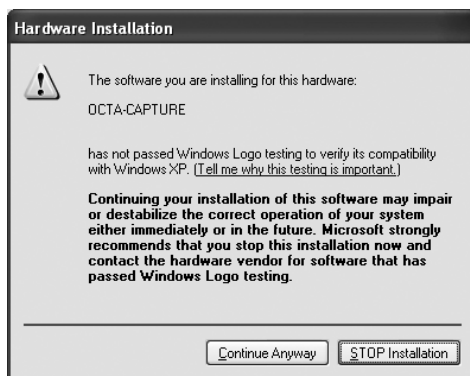 Hardware Installation
The software you are installing for this hardware:
OCTA-CAPTURE
has not passed Windows Logo testing to verify its compatibility
with Windows XP. (Tell me why this testing is important.)
Continuing your installation of this software may impair
or destabilize the correct operation of your system
either immediately or in the future. Microsoft strongly
recommends that you stop this installation now and
contact the hardware vendor for software that has
passed Windows Logo testing.
Continue Anyway
STOP Installation